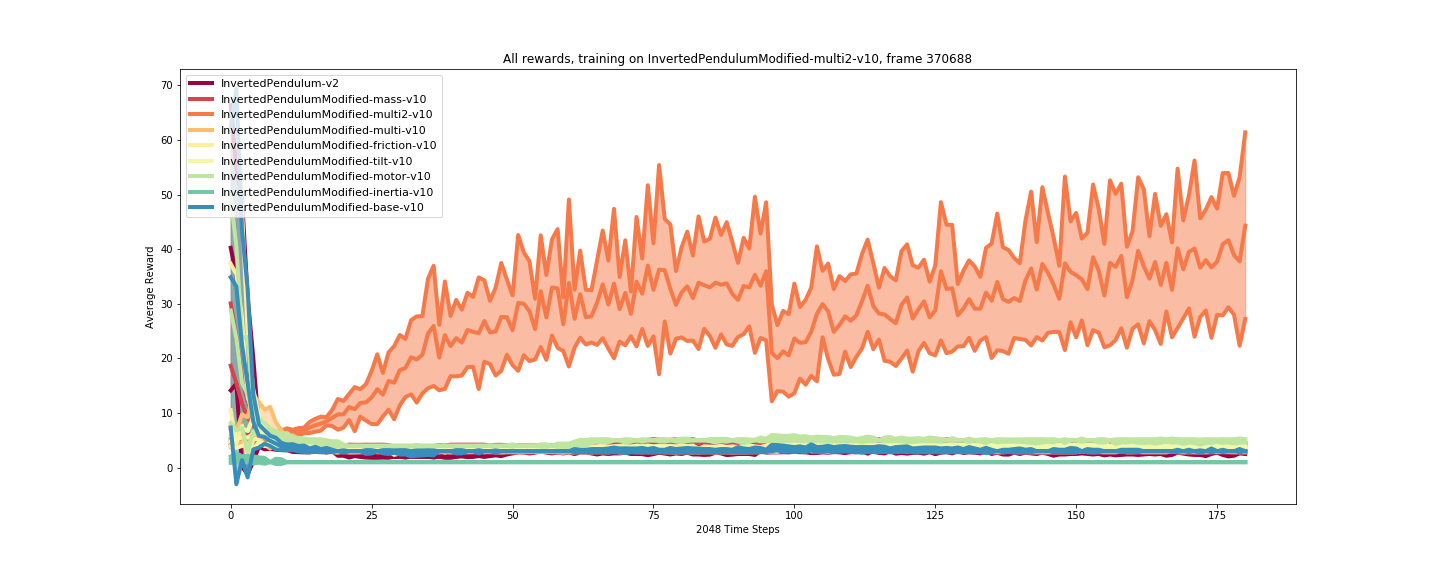 All rewards, training on InvertedPendulumModified-multi2-v10, frame 370688
InvertedPendulum-v2
InvertedPendulumModified-mass-v10
InvertedPendulumModified-multi2-v10
InvertedPendulumModified-multi-v10
InvertedPendulumModified-friction-v10
InvertedPendulumModified-tilt-v10
InvertedPendulumModified-motor-v10
InvertedPendulumModified-inertia-v10
InvertedPendulumModified-base-v10
70
60
50
40
30
20
10
0
Average Reward
0 25 50 75 100 125 150 175
2048 Time Steps